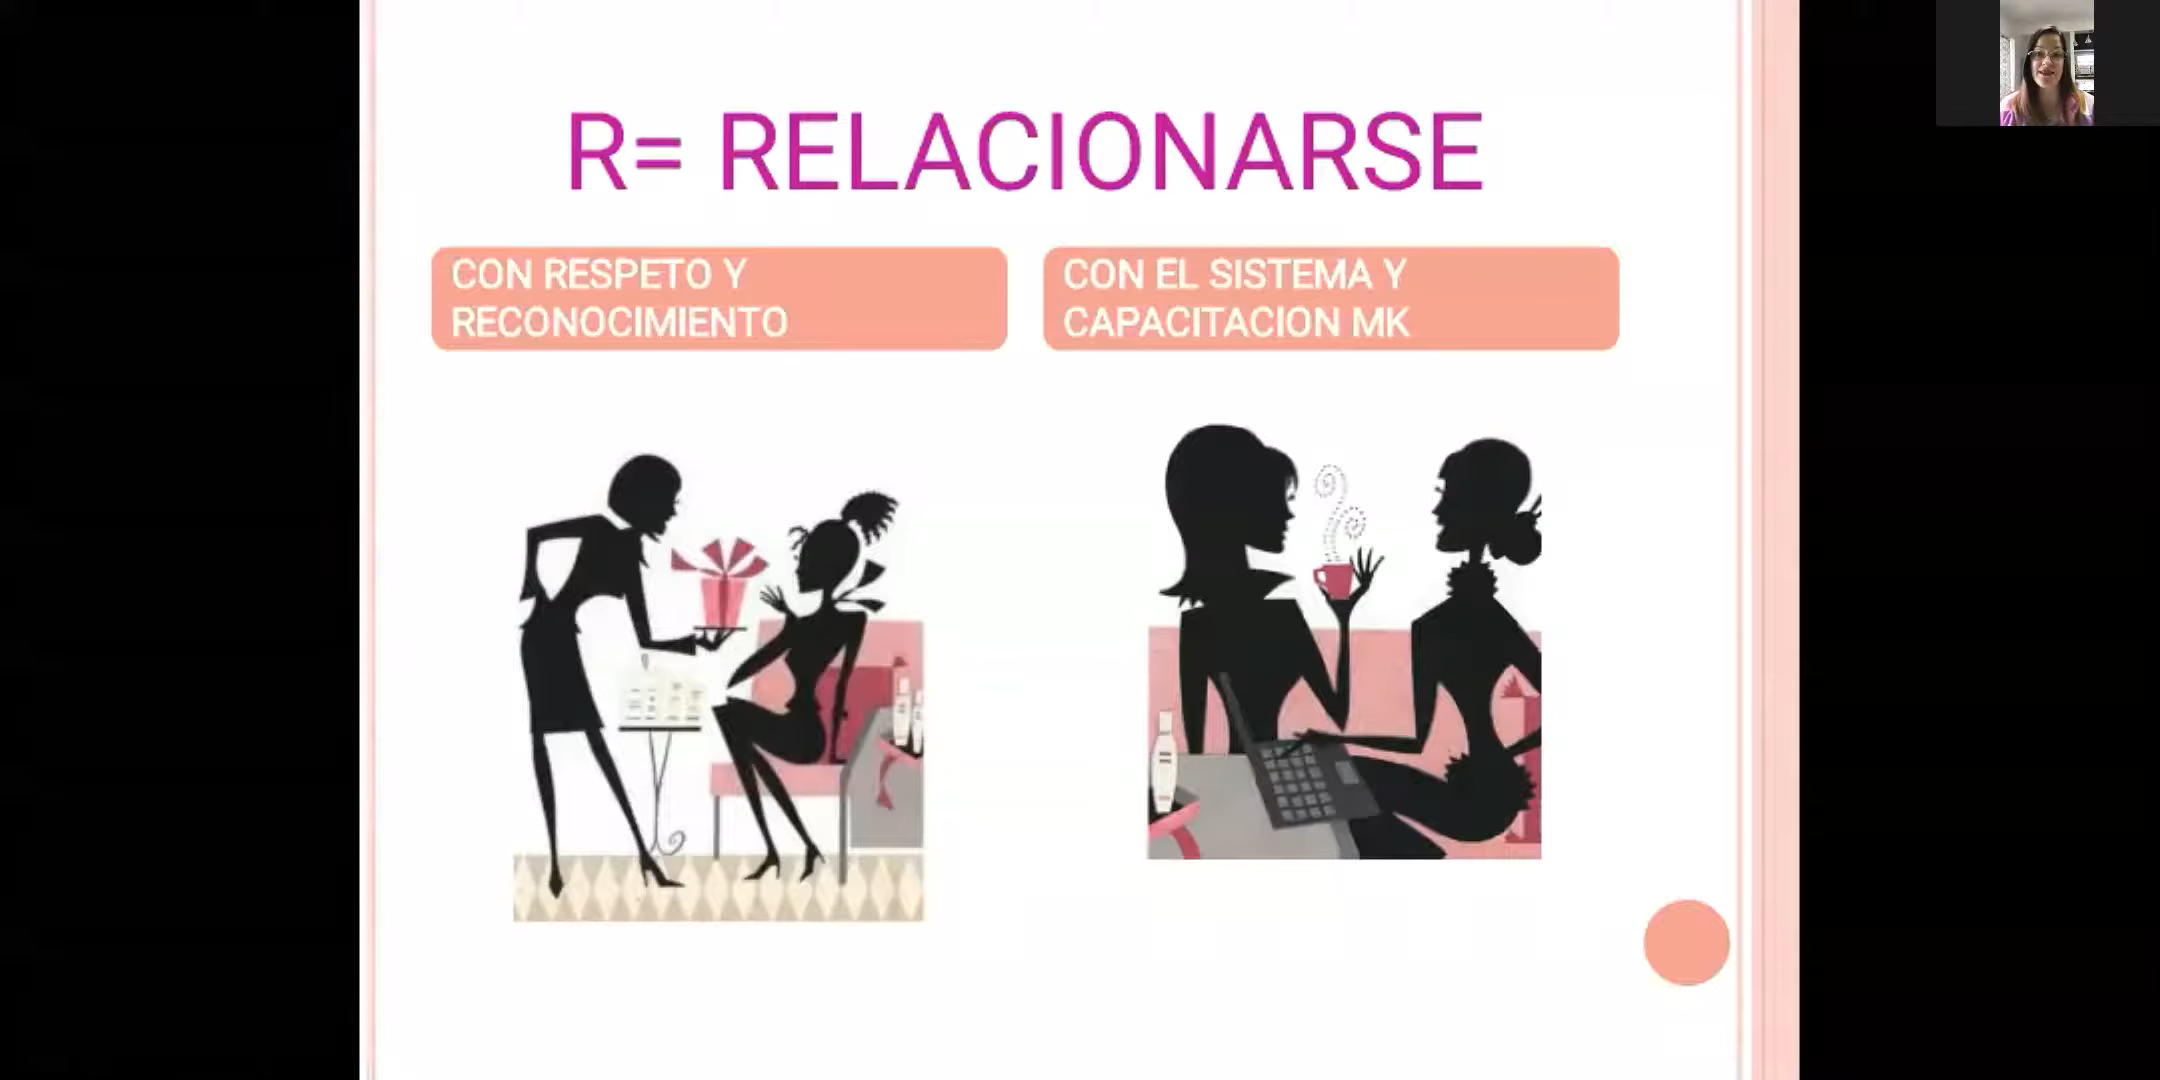 R= RELACIONARSE
CON RESPETO Y
RECONOCIMIENTO
CON EL SISTEMA Y
CAPACITACION MK